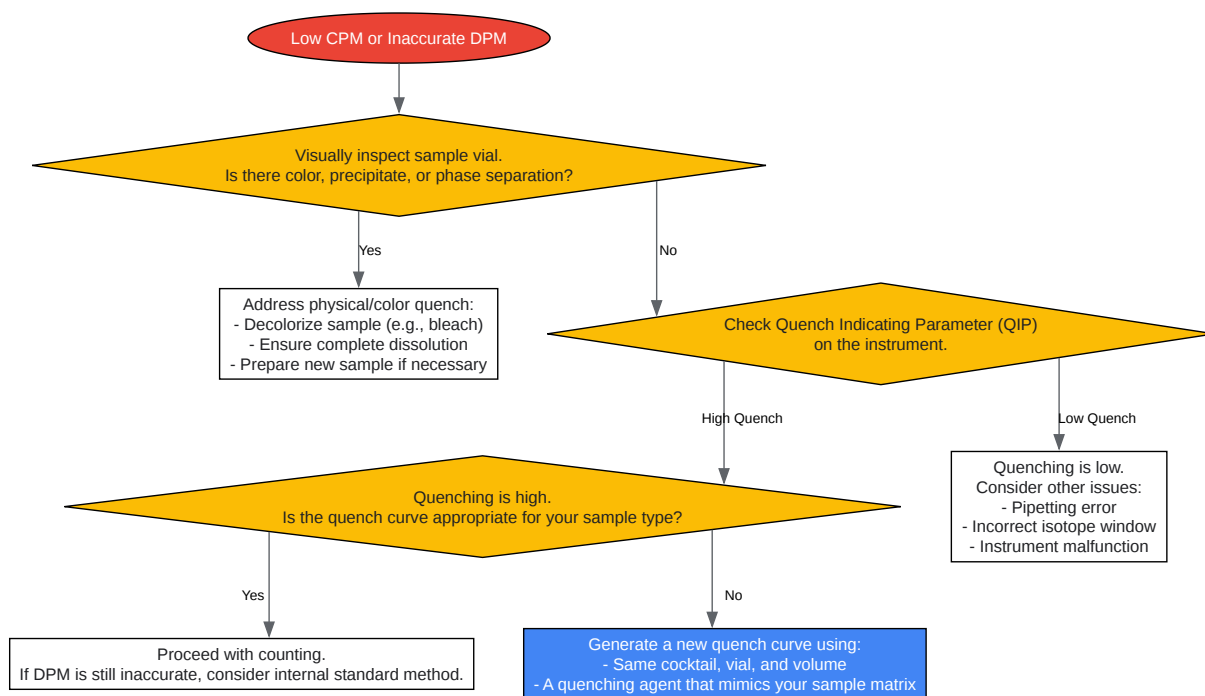 Low CPM or Inaccurate DPM
Visually inspect sample vial.
Is there color, precipitate, or phase separation?
Yes
No
Address physical/color quench:
- Decolorize sample (e.g., bleach)
- Ensure complete dissolution
- Prepare new sample if necessary
Check Quench Indicating Parameter (QIP)
on the instrument.
High Quench
Low Quench
Quenching is low.
Consider other issues:
- Pipetting error
- Incorrect isotope window
- Instrument malfunction
Quenching is high.
Is the quench curve appropriate for your sample type?
Yes
No
Proceed with counting.
If DPM is still inaccurate, consider internal standard method.
Generate a new quench curve using:
- Same cocktail, vial, and volume
- A quenching agent that mimics your sample matrix